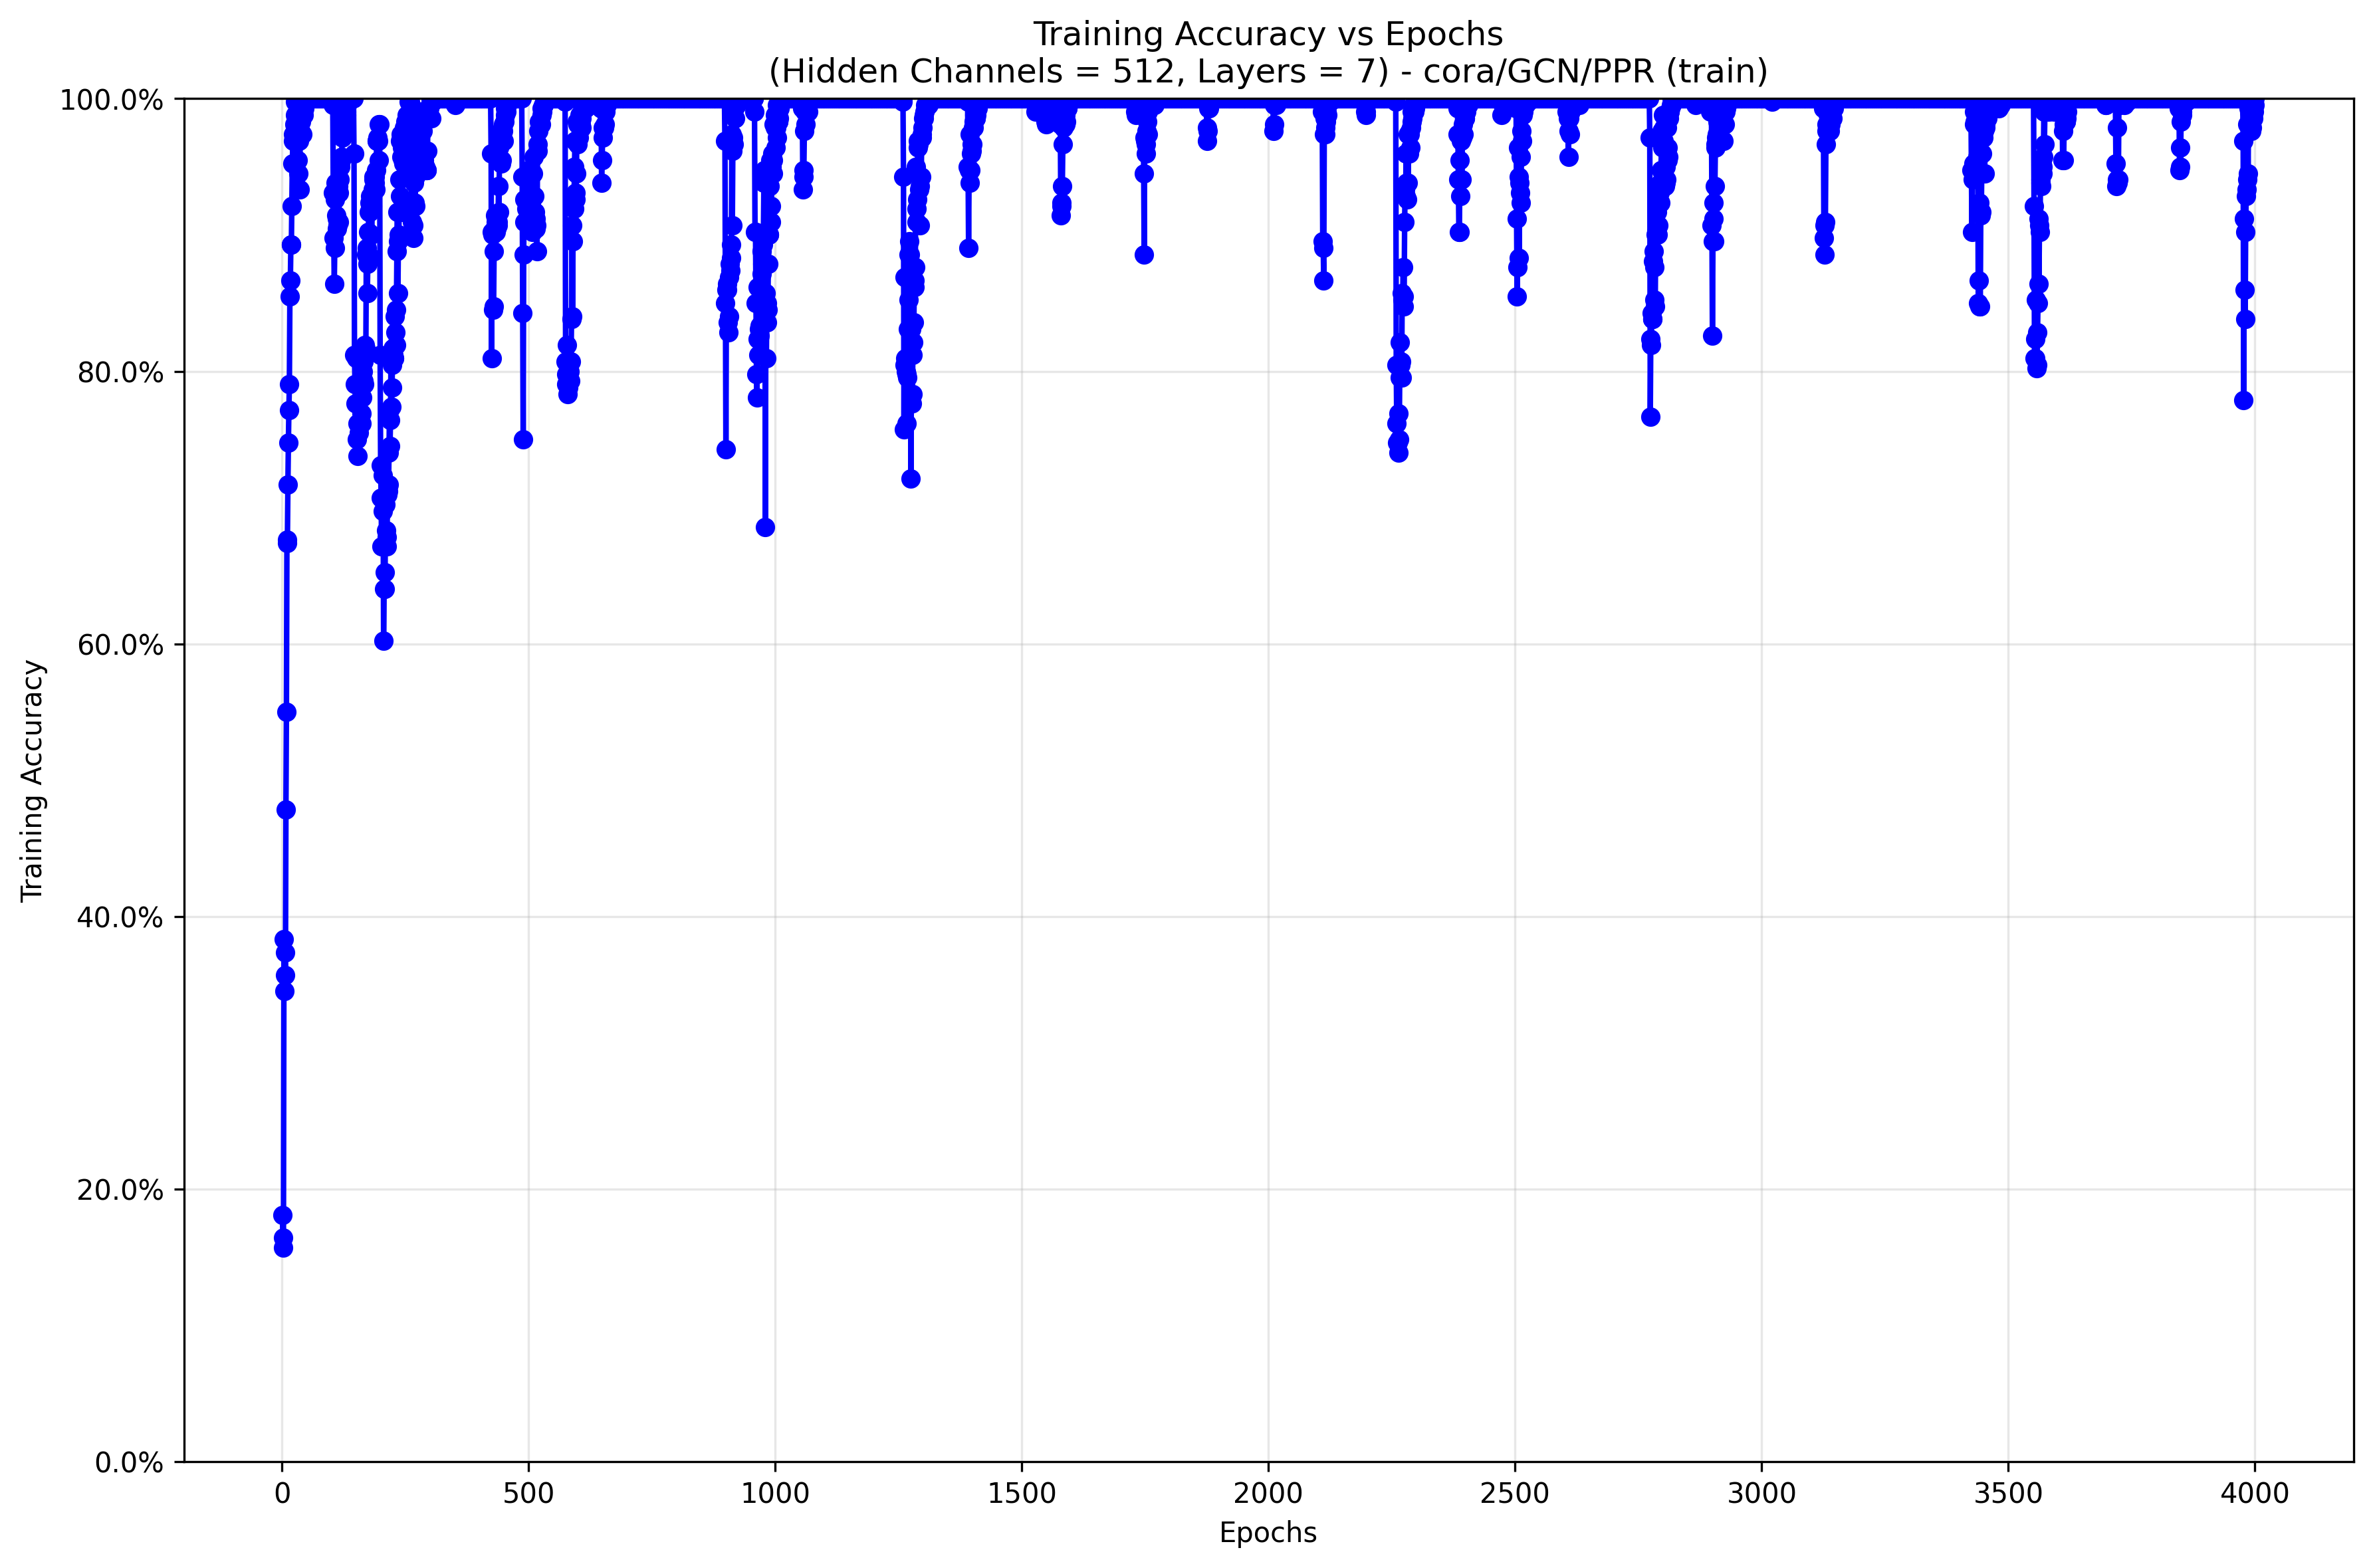 Training Accuracy vs Epochs
(Hidden Channels = 512, Layers = 7) - cora/GCN/PPR (train)
100.0%
80.0%
60.0%
40.0%
20.0%
0.0%
Training Accuracy
0 500 1000 1500 2000 2500 3000 3500 4000
Epochs